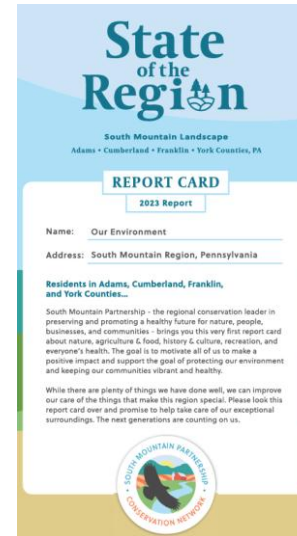 State
of the
Region
South Mountain Landscape
Adams • Cumberland • Franklin • York Counties, PA
REPORT CARD
2023 Report
Name: Our Environment
Address: South Mountain Region, Pennsylvania
Residents in Adams, Cumberland, Franklin,
and York Counties...
South Mountain Partnership - the regional conservation leader in
preserving and promoting a healthy future for nature, people,
businesses, and communities - brings you this very first report card
about nature, agriculture & food, history & culture, recreation, and
everyone's health. The goal is to motivate all of us to make a
positive impact and support the goal of protecting our environment
and keeping our communities vibrant and healthy.
While there are plenty of things we have done well, we can improve
our care of the things that make this region special. Please look this
report card over and promise to help take care of our exceptional
surroundings. The next generations are counting on us.
SOUTH MOUNTAIN PARTNERSHIP
CONSERVATION NETWORK